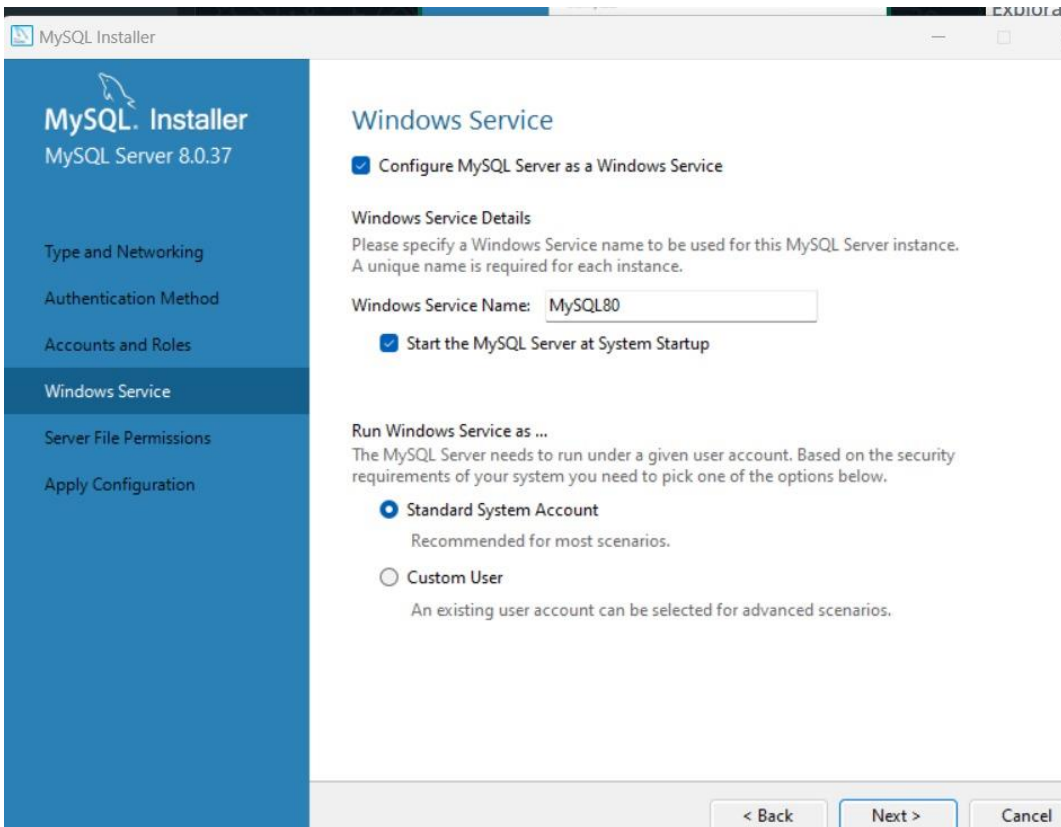 Explora
MySQL Installer
MySQL. Installer
MySQL Server 8.0.37
Type and Networking
Authentication Method
Accounts and Roles
Windows Service
Server File Permissions
Apply Configuration
Windows Service
Configure MySQL Server as a Windows Service
Windows Service Details
Please specify a Windows Service name to be used for this MySQL Server instance.
A unique name is required for each instance.
Windows Service Name: MySQL80
Start the MySQL Server at System Startup
Run Windows Service as ...
The MySQL Server needs to run under a given user account. Based on the security
requirements of your system you need to pick one of the options below.
Standard System Account
Recommended for most scenarios.
Custom User
An existing user account can be selected for advanced scenarios.
< Back Next > Cancel